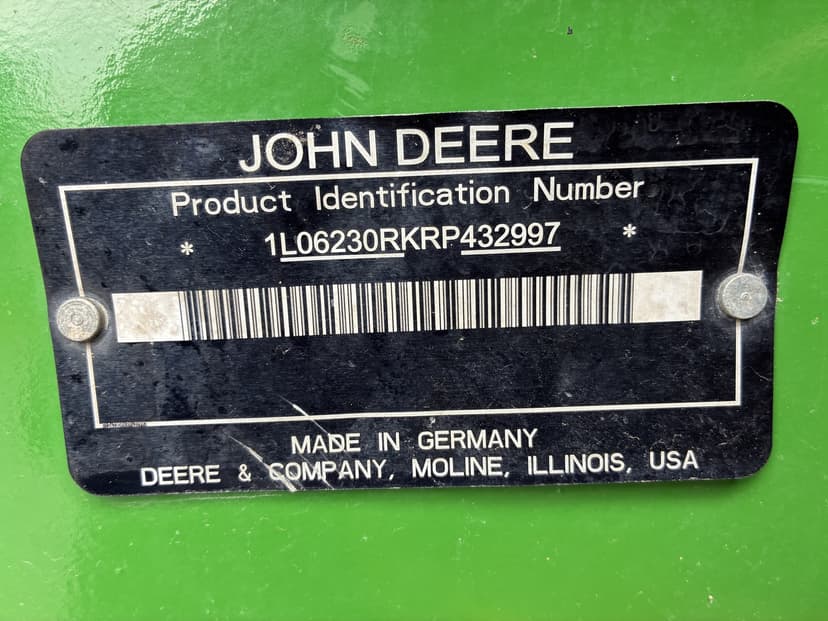 JOHN DEERE
Product Identification Number
* 1L06230RKRP432997 *
MADE IN GERMANY
DEERE & COMPANY, MOLINE, ILLINOIS, USA